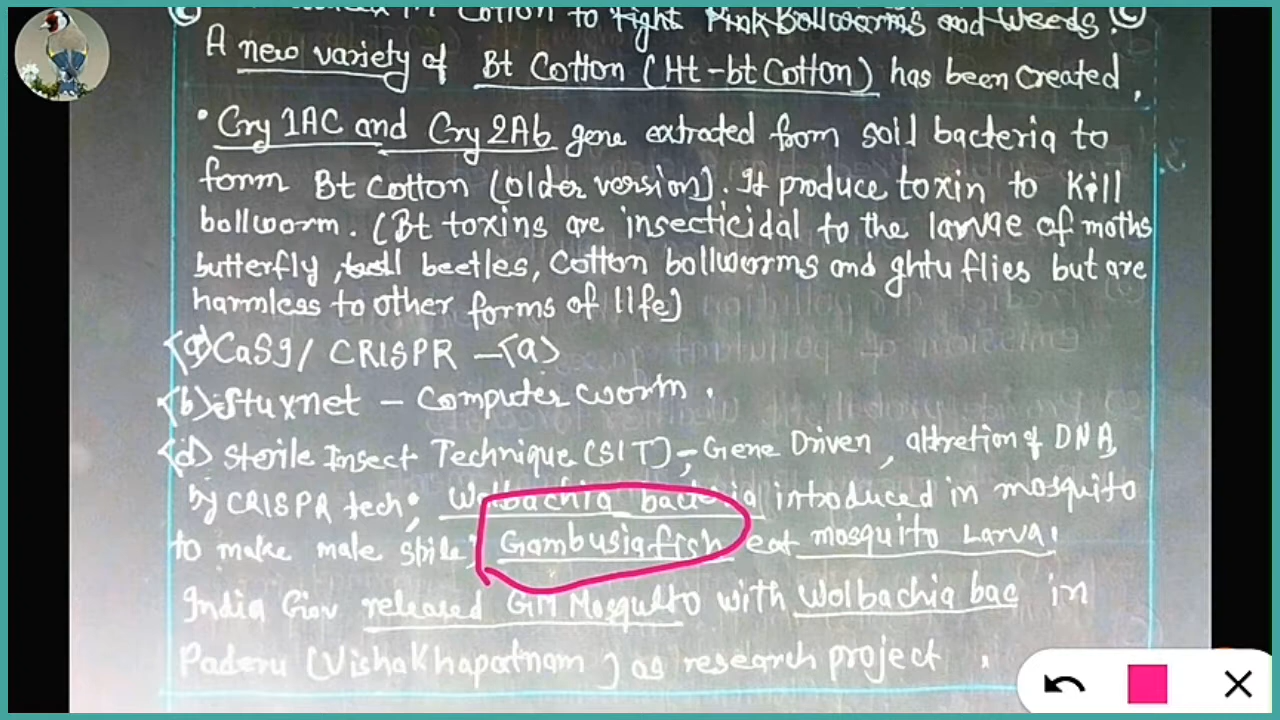 in Cotton to fight Pink Bollworms and Weeds. (c)
A new variety of Bt Cotton (Ht-bt Cotton) has been created.
• Cry 1AC and Cry 2Ab gene extraded from soil bacteria to
form Bt Cotton (older version). It produce toxin to Kill
bollworm. (Bt toxins are insecticidal to the larvae of moths
butterfly, beetles, Cotton bollworms and ghtu flies but are
harmless to other forms of life)
(a) CaS9/ CRISPR – (a)
(b) Stuxnet – Computer worm.
(d) Sterile Insect Technique (SIT) – Gene Driven, altretion of DNA,
by CRISPR tech; Wolbachia bacteria introduced in mosquito
to make male ; Gambusia fish eat mosquito Larva.
India Gov released GM Mosquito with Wolbachia bac in
Paderu (Vishakhapatnam) as research project.